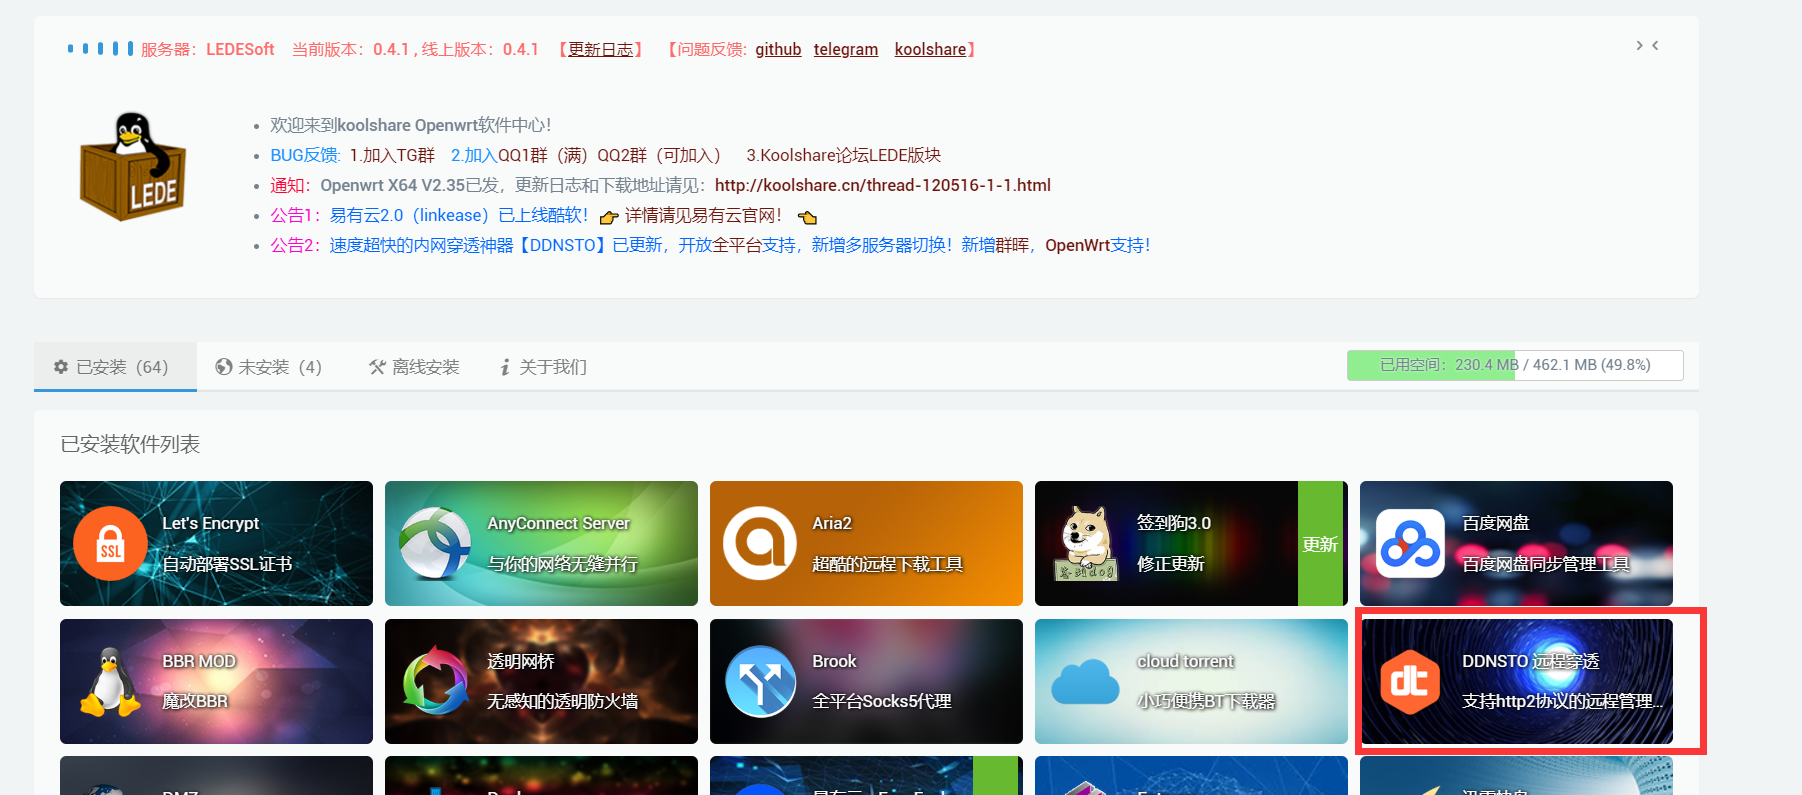 服务器：LEDESoft 当前版本：0.4.1 , 线上版本：0.4.1 【更新日志】 【问题反馈: github telegram koolshare】
LEDE
欢迎来到koolshare Openwrt软件中心！
BUG反馈: 1.加入TG群 2.加入QQ1群（满）QQ2群（可加入） 3.Koolshare论坛LEDE版块
通知：Openwrt X64 V2.35已发，更新日志和下载地址请见：http://koolshare.cn/thread-120516-1-1.html
公告1：易有云2.0（linkease）已上线酷软！ 👉 详情请见易有云官网！ 👈
公告2：速度超快的内网穿透神器【DDNSTO】已更新，开放全平台支持，新增多服务器切换！新增群晖，OpenWrt支持！
已安装（64）
未安装（4）
离线安装
关于我们
已用空间：230.4 MB / 462.1 MB (49.8%)
已安装软件列表
SSL
Let's Encrypt
自动部署SSL证书
AnyConnect Server
与你的网络无缝并行
Aria2
超酷的远程下载工具
签到dog
签到狗3.0
修正更新
更新
百度网盘
百度网盘同步管理工具
BBR MOD
魔改BBR
透明网桥
无感知的透明防火墙
Brook
全平台Socks5代理
cloud torrent
小巧便携BT下载器
DDNSTO 远程穿透
支持http2协议的远程管理...